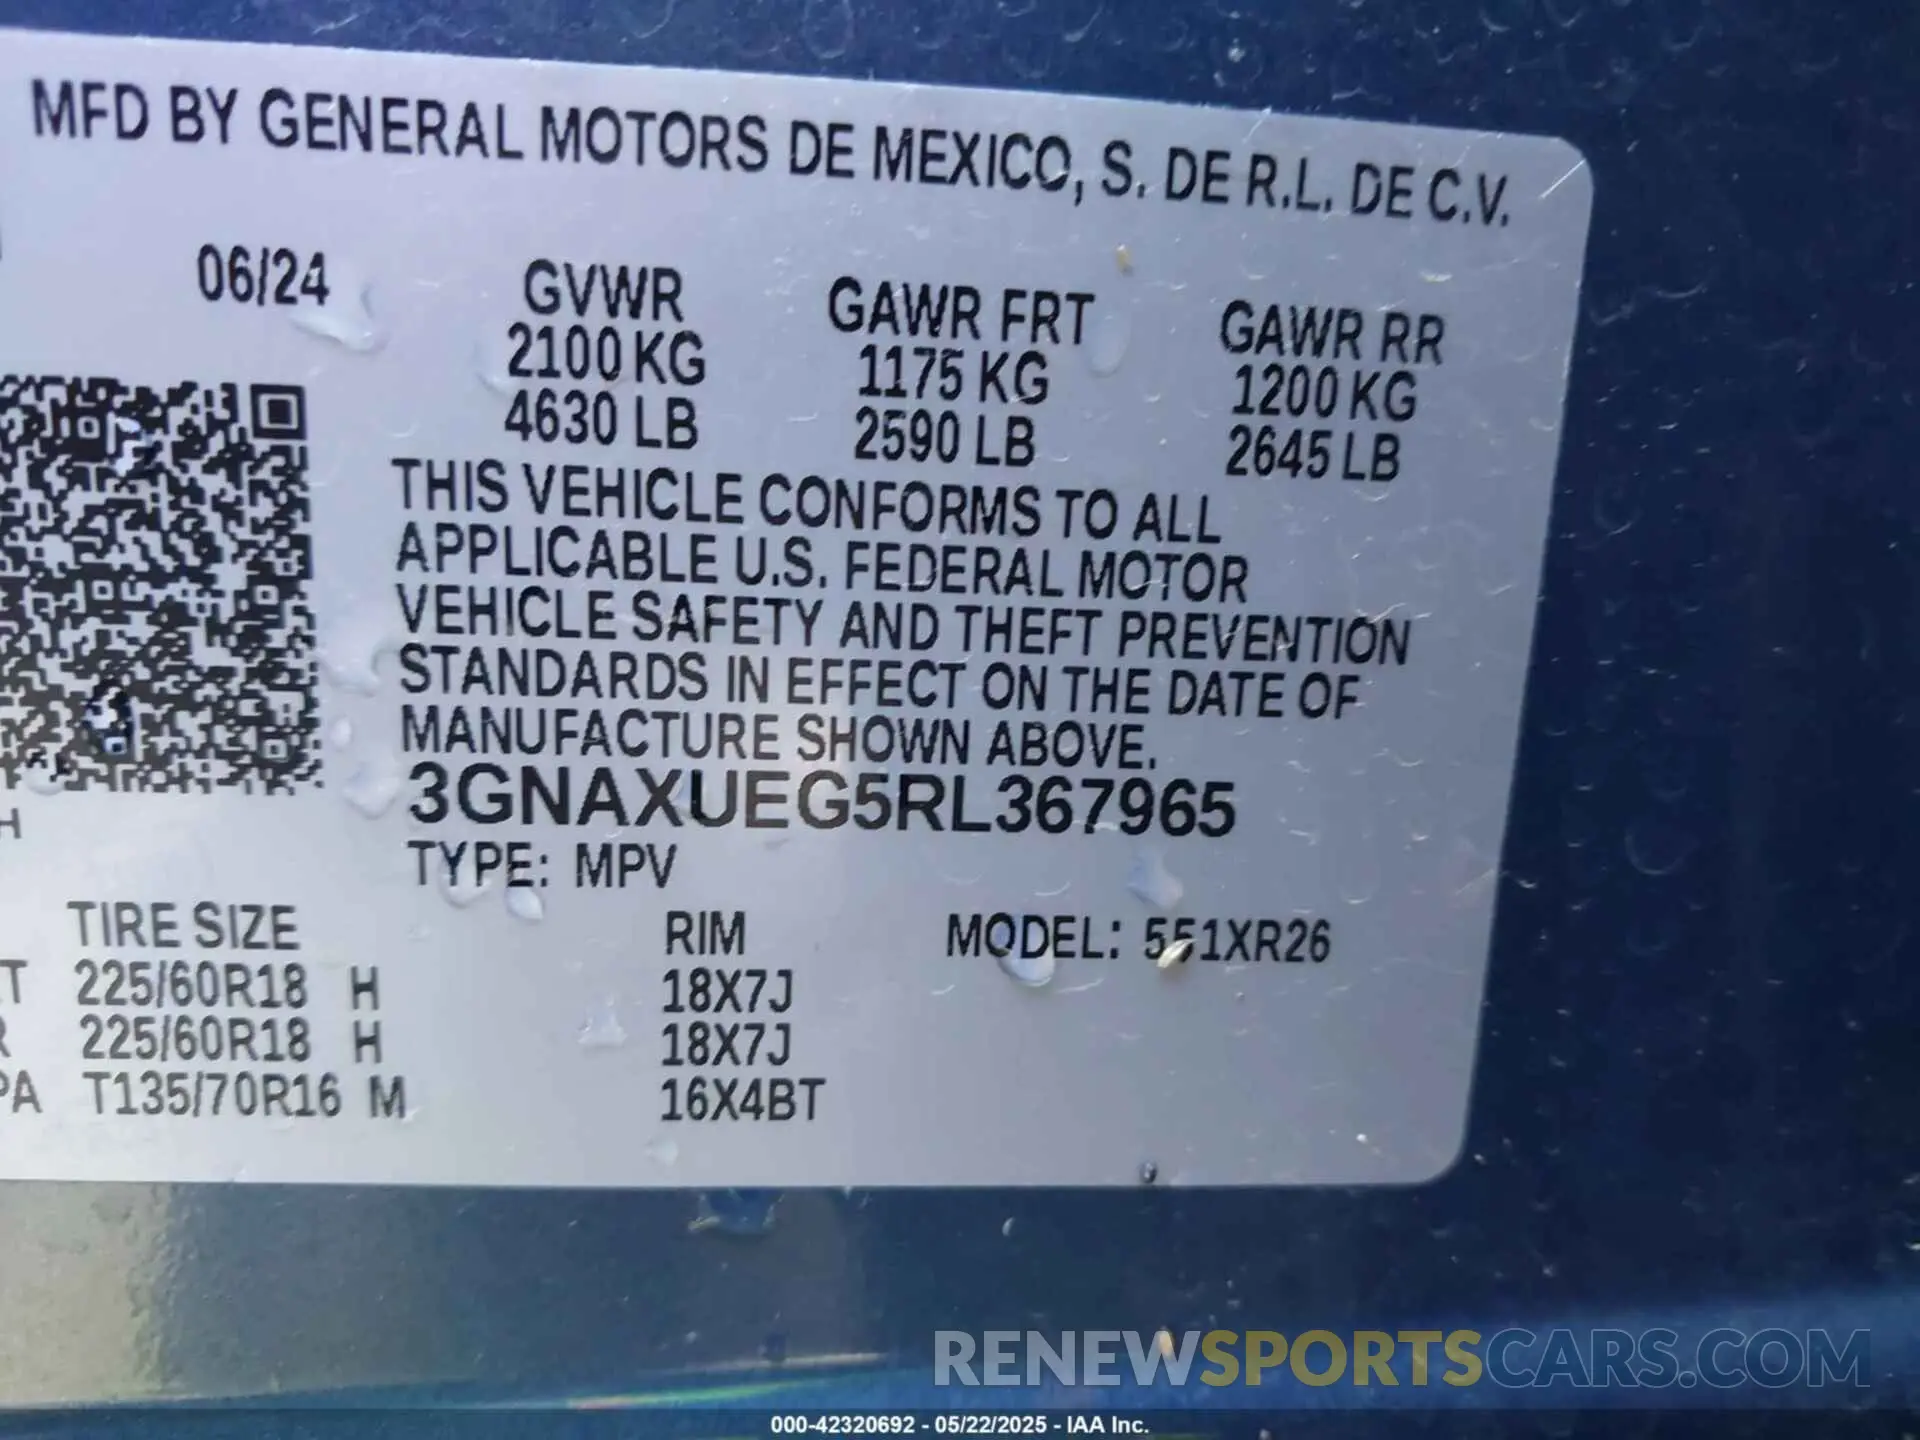 MFD BY GENERAL MOTORS DE MEXICO, S. DE R.L. DE C.V.
06/24 GVWR GAWR FRT GAWR RR
2100 KG 1175 KG 1200 KG
4630 LB 2590 LB 2645 LB
THIS VEHICLE CONFORMS TO ALL
APPLICABLE U.S. FEDERAL MOTOR
VEHICLE SAFETY AND THEFT PREVENTION
STANDARDS IN EFFECT ON THE DATE OF
MANUFACTURE SHOWN ABOVE.
3GNAXUEG5RL367965
H
TYPE: MPV
TIRE SIZE RIM MODEL: 551XR26
T 225/60R18 H 18X7J
R 225/60R18 H 18X7J
PA T135/70R16 M 16X4BT
RENEWSPORTSCARS.COM
000-42320692 - 05/22/2025 - IAA Inc.